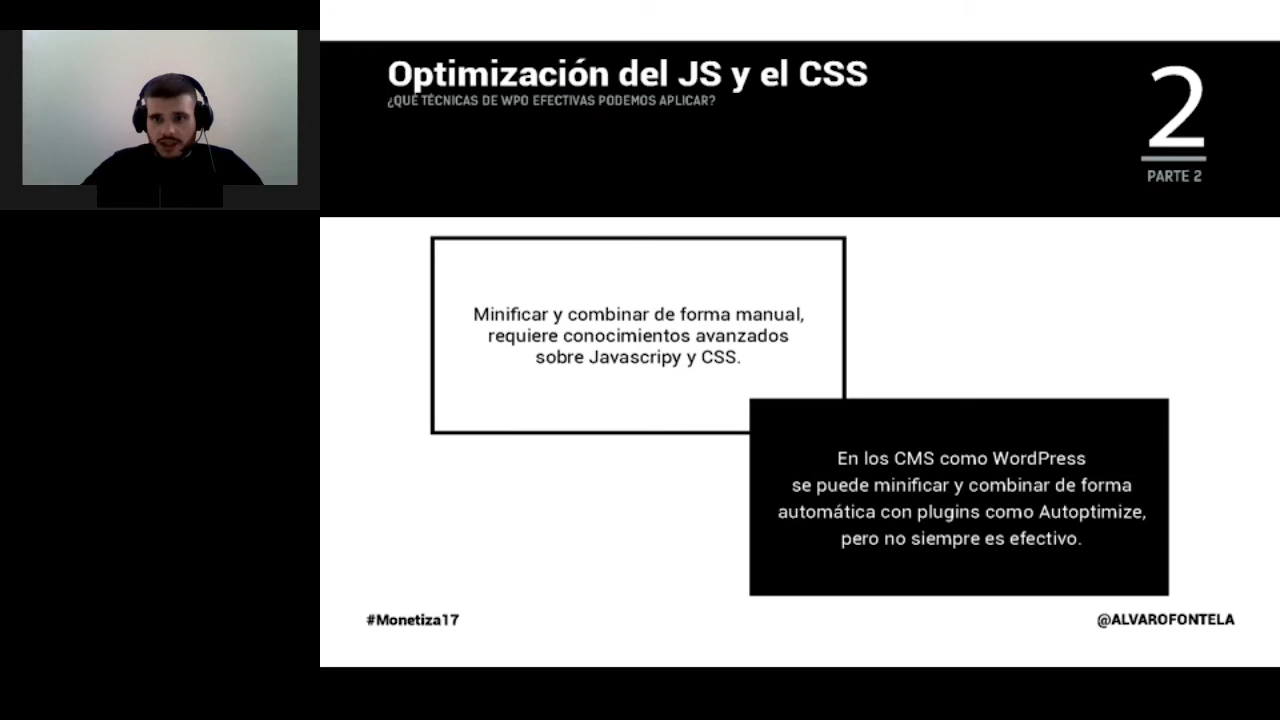 Optimización del JS y el CSS
¿QUÉ TÉCNICAS DE WPO EFECTIVAS PODEMOS APLICAR?
2
PARTE 2
Minificar y combinar de forma manual,
requiere conocimientos avanzados
sobre Javascripy y CSS.
En los CMS como WordPress
se puede minificar y combinar de forma
automática con plugins como Autoptimize,
pero no siempre es efectivo.
#Monetiza17
@ALVAROFONTELA